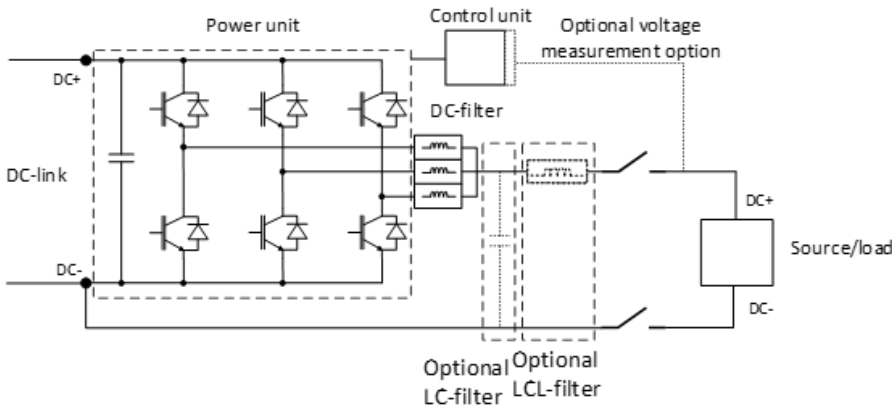 Power unit
Control unit
Optional voltage
measurement option
DC+
DC-filter
DC-link
DC+
Source/load
DC-
DC-
Optional
LC-filter
Optional
LCL-filter